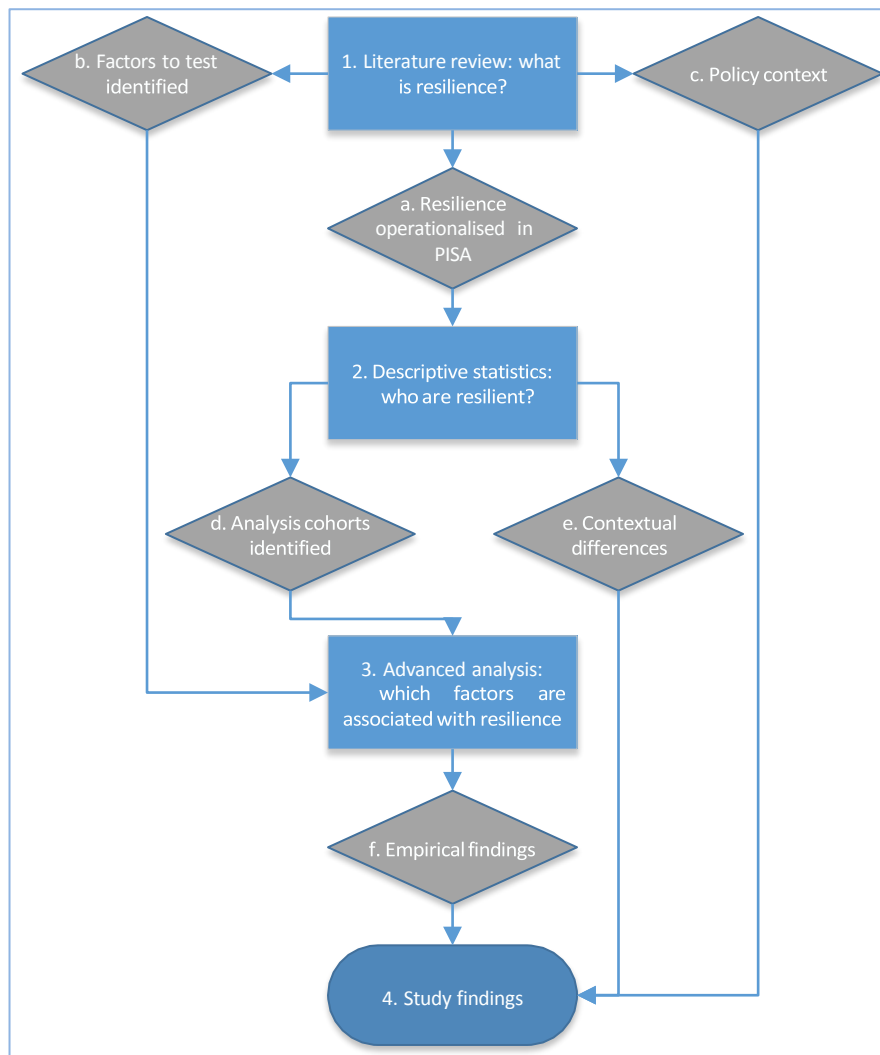 b. Factors to test
identified
1. Literature review: what
is resilience?
c. Policy context
a. Resilience
operationalised in
PISA
2. Descriptive statistics:
who are resilient?
d. Analysis cohorts
identified
e. Contextual
differences
3. Advanced analysis:
which factors are
associated with resilience
f. Empirical findings
4. Study findings